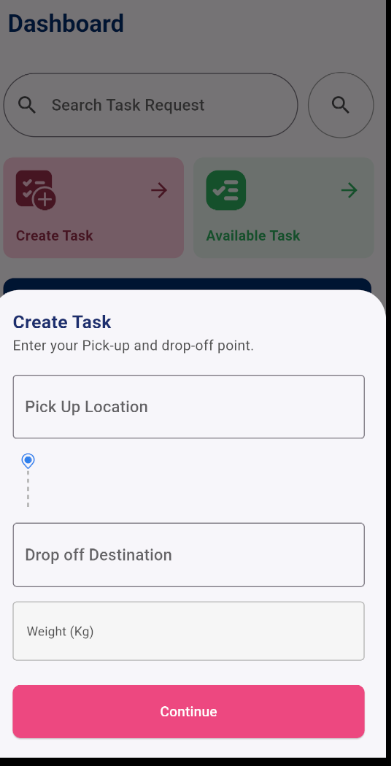 Dashboard
Search Task Request
Create Task
Available Task
Create Task
Enter your Pick-up and drop-off point.
Pick Up Location
Drop off Destination
Weight (Kg)
Continue